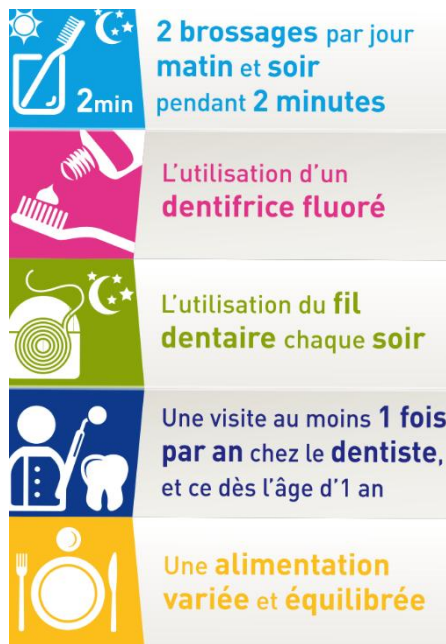 2min
2 brossages par jour
matin et soir
pendant 2 minutes
L'utilisation d'un
dentifrice fluoré
L'utilisation du fil
dentaire chaque soir
Une visite au moins 1 fois
par an chez le dentiste,
et ce dès l'âge d'1 an
Une alimentation
variée et équilibrée